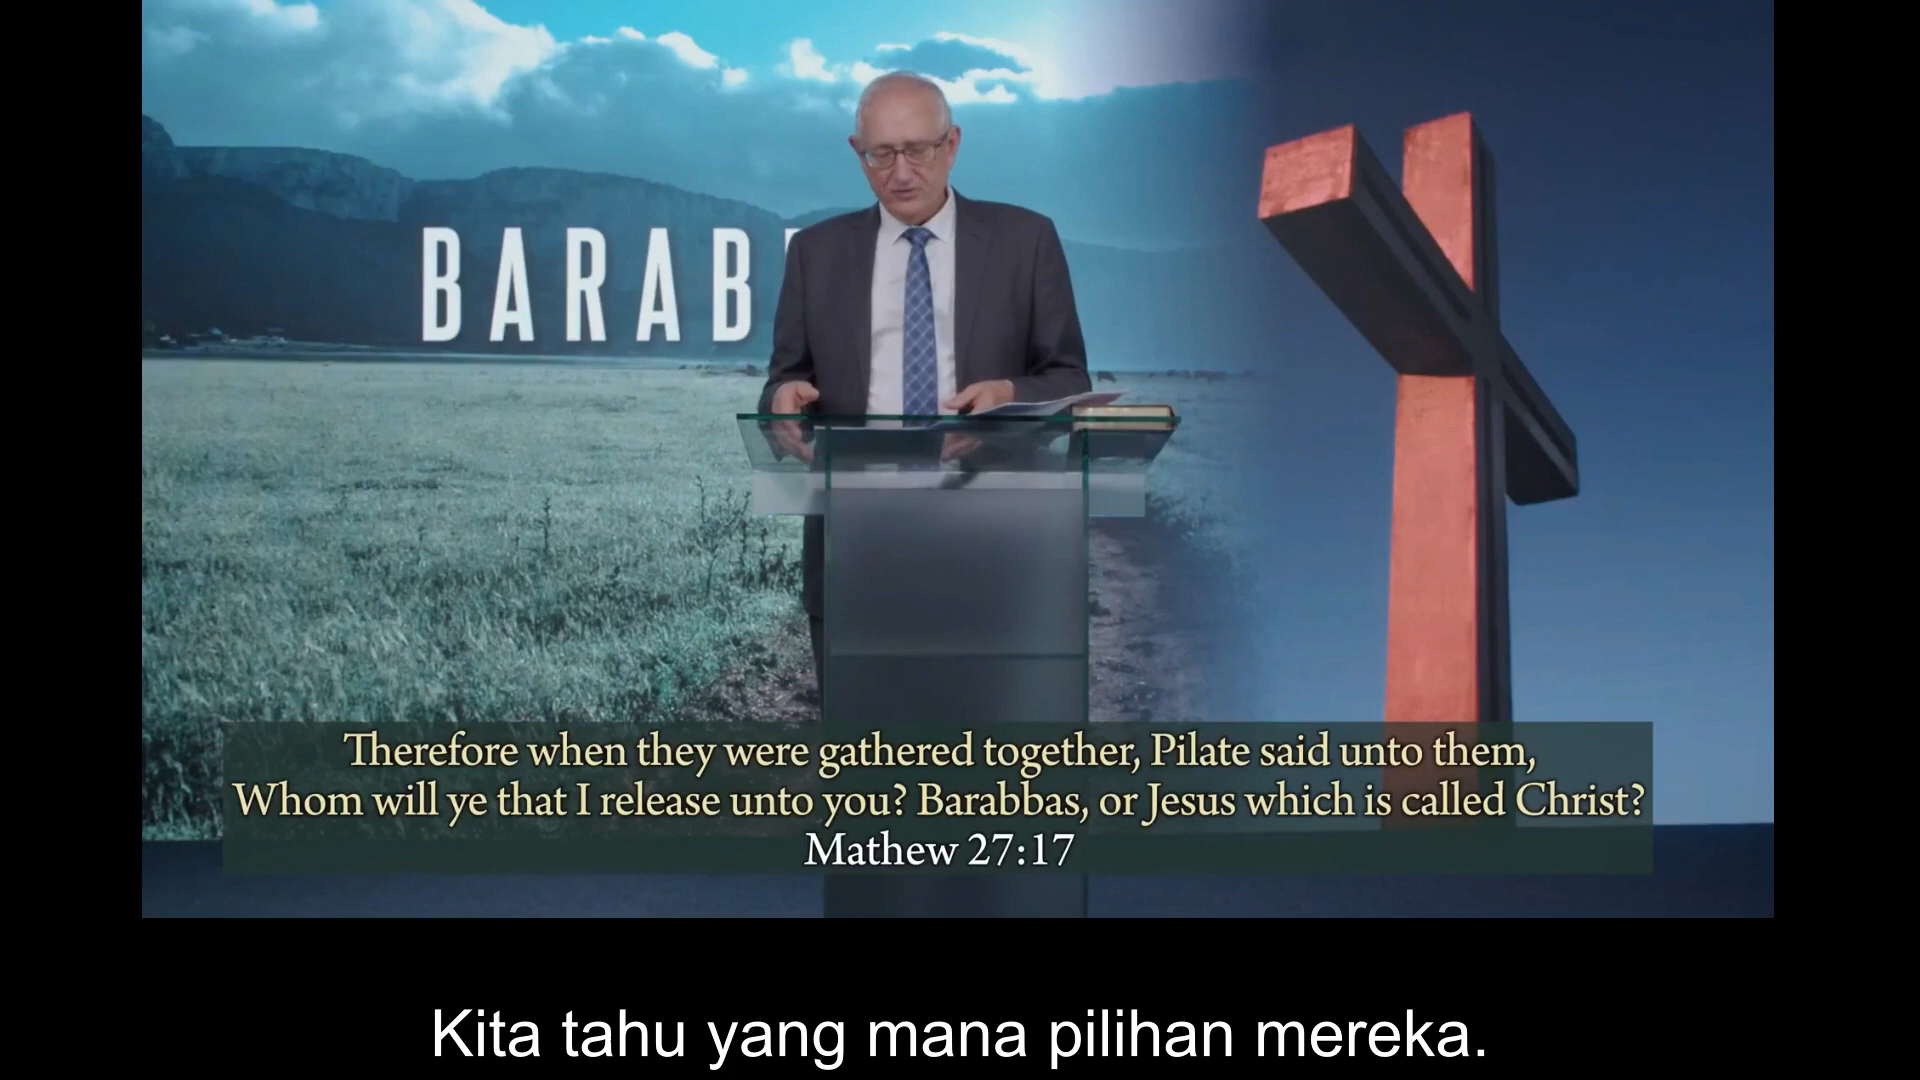 BARAB
Therefore when they were gathered together, Pilate said unto them,
Whom will ye that I release unto you? Barabbas, or Jesus which is called Christ?
Mathew 27:17
Kita tahu yang mana pilihan mereka.